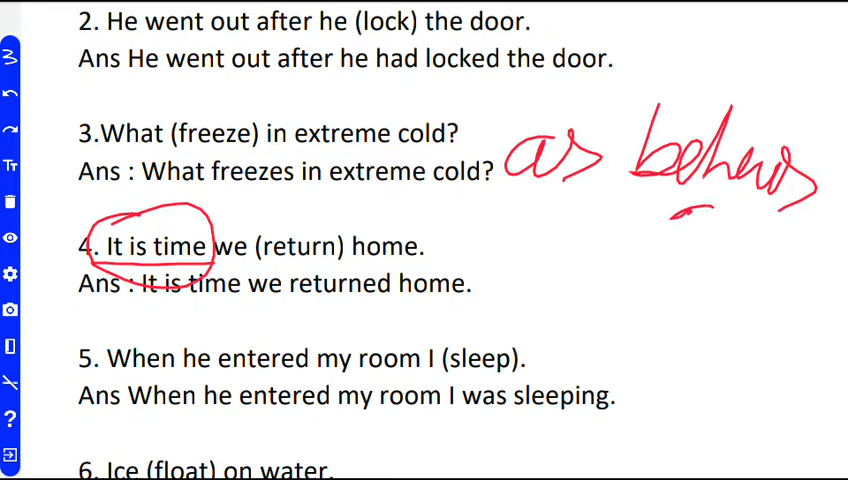 2. He went out after he (lock) the door.
Ans He went out after he had locked the door.
3.What (freeze) in extreme cold?
Ans : What freezes in extreme cold?
as
4. It is time we (return) home.
Ans : It is time we returned home.
5. When he entered my room I (sleep).
Ans When he entered my room I was sleeping.
6. Ice (float) on water.